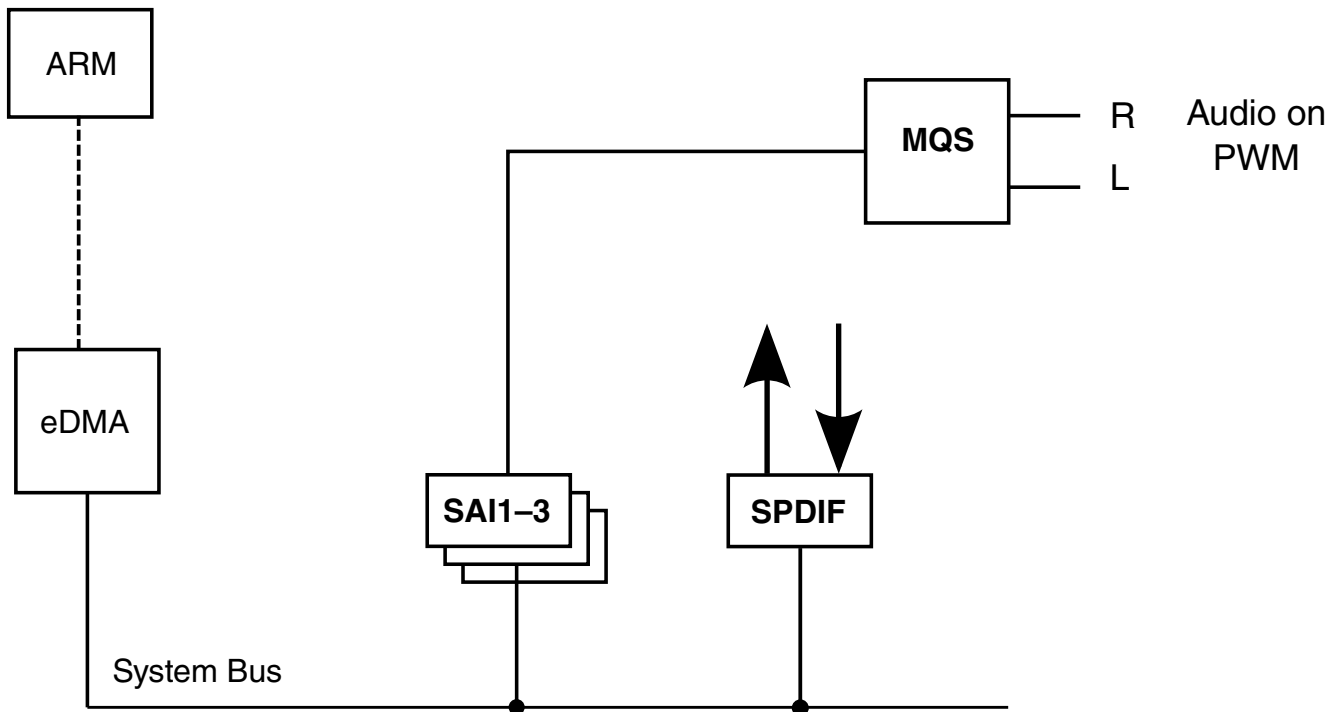 ARM
MQS
R
L
Audio on
PWM
eDMA
SAI1–3
SPDIF
System Bus